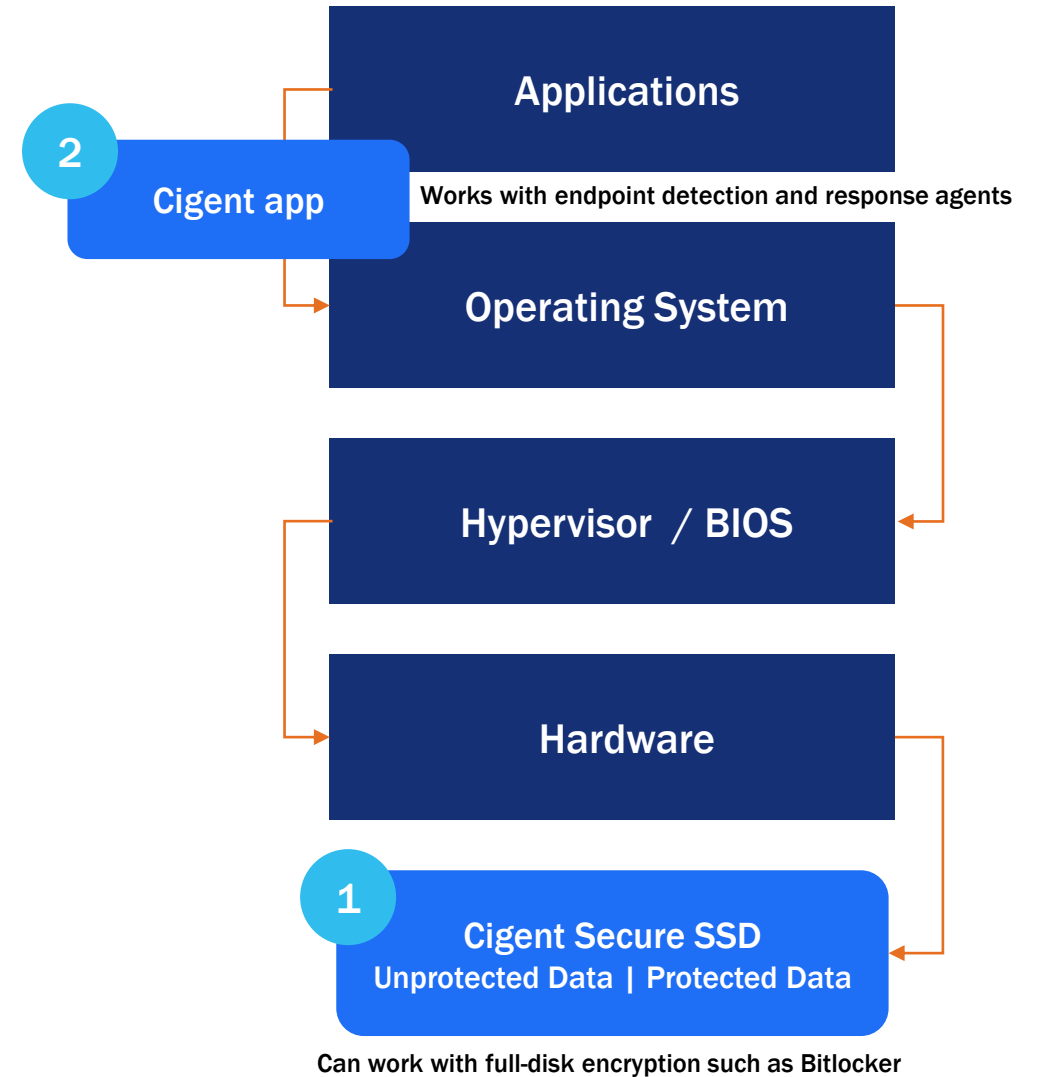 Applications
2
Cigent app
Works with endpoint detection and response agents
Operating System
Hypervisor / BIOS
Hardware
1
Cigent Secure SSD
Unprotected Data | Protected Data
Can work with full-disk encryption such as Bitlocker